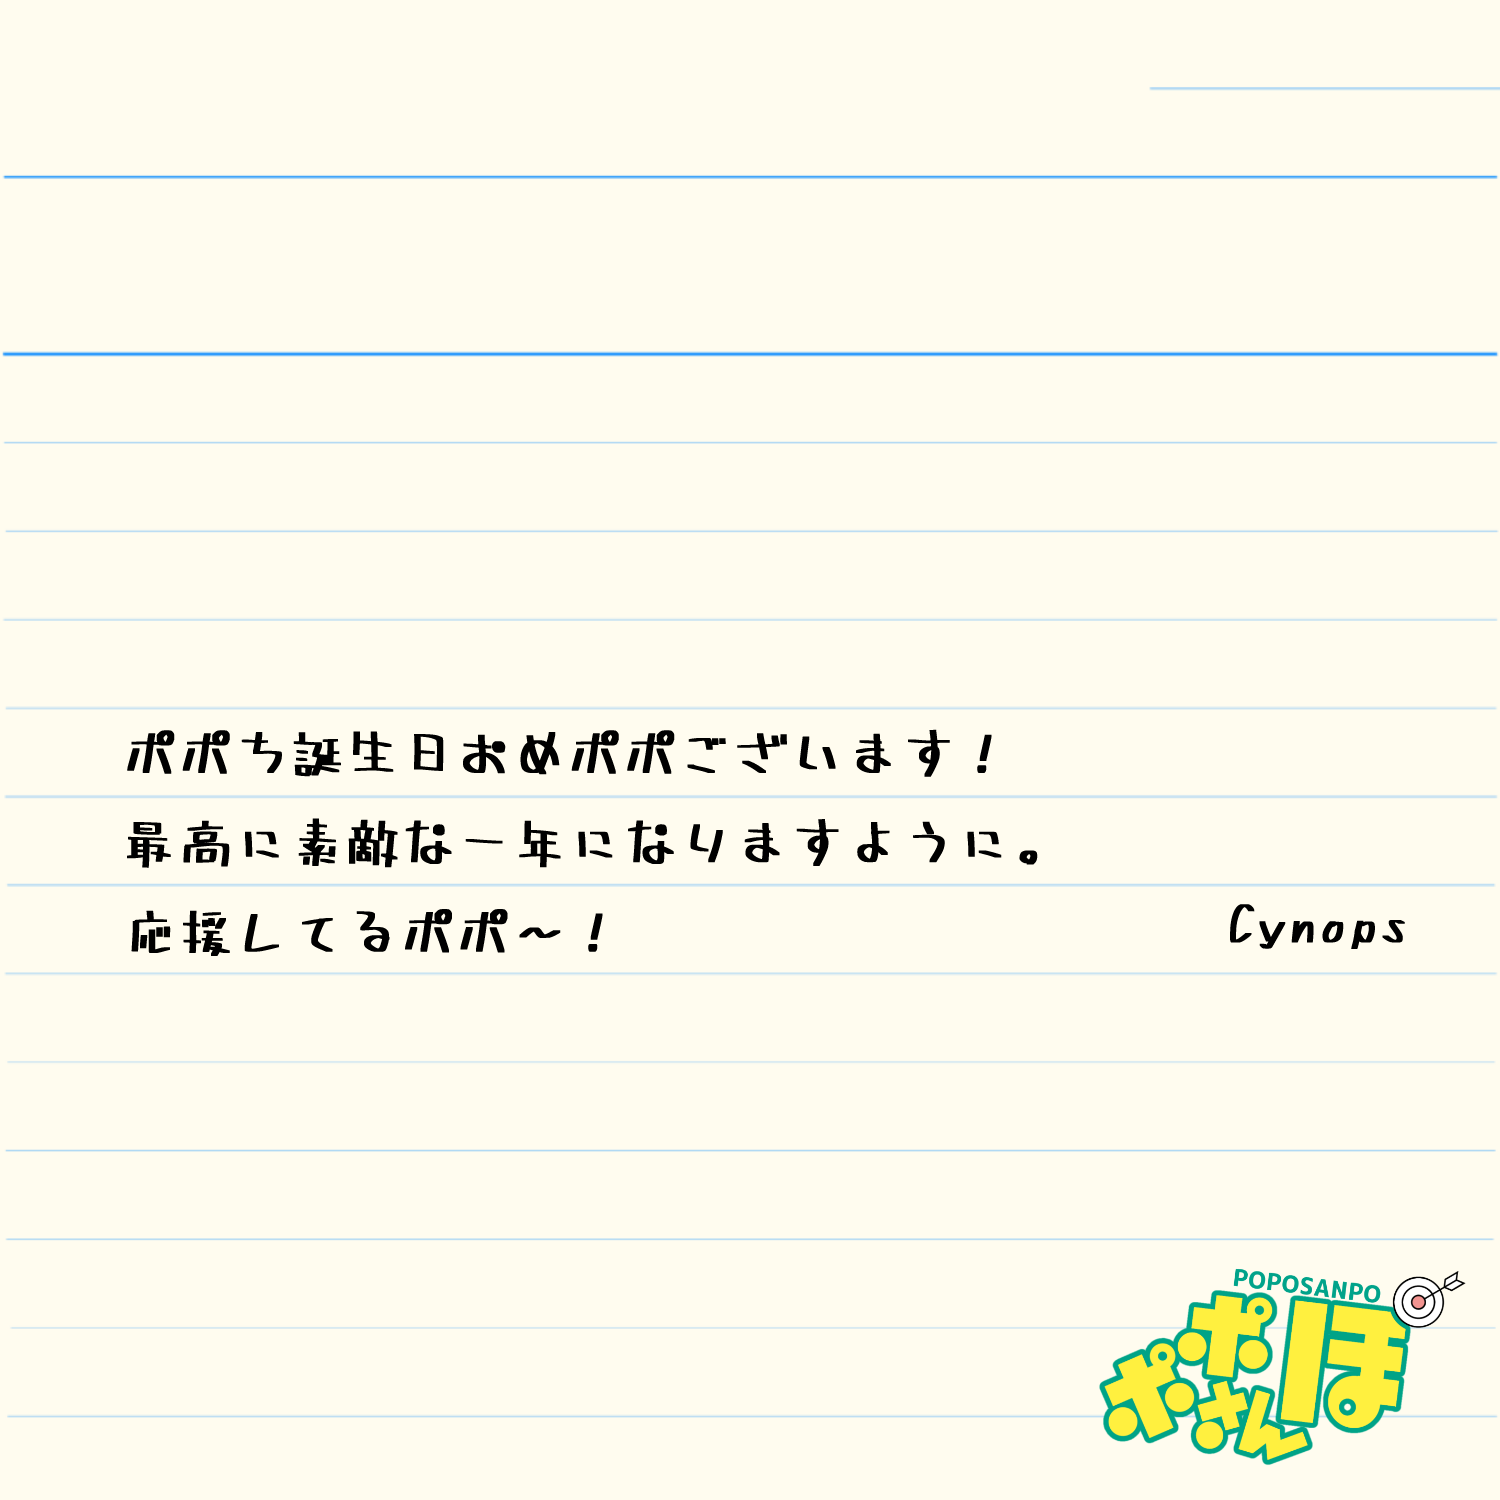 ポポち誕生日おめポポございます！
最高に素敵な一年になりますように。
応援してるポポ～！
Cynops
POPOSANPO
ポポさんぽ